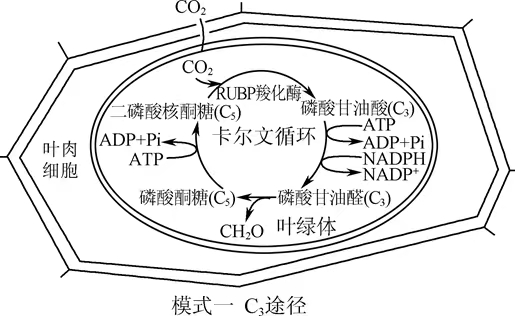 CO₂
CO₂
RUBP羧化酶
二磷酸核酮糖(C₅)
磷酸甘油酸(C₃)
ATP
ADP+Pi
NADPH
NADP⁺
卡尔文循环
ADP+Pi
ATP
叶肉
细胞
磷酸酮糖(C₅)
磷酸甘油醛(C₃)
CH₂O
叶绿体
模式一 C₃途径